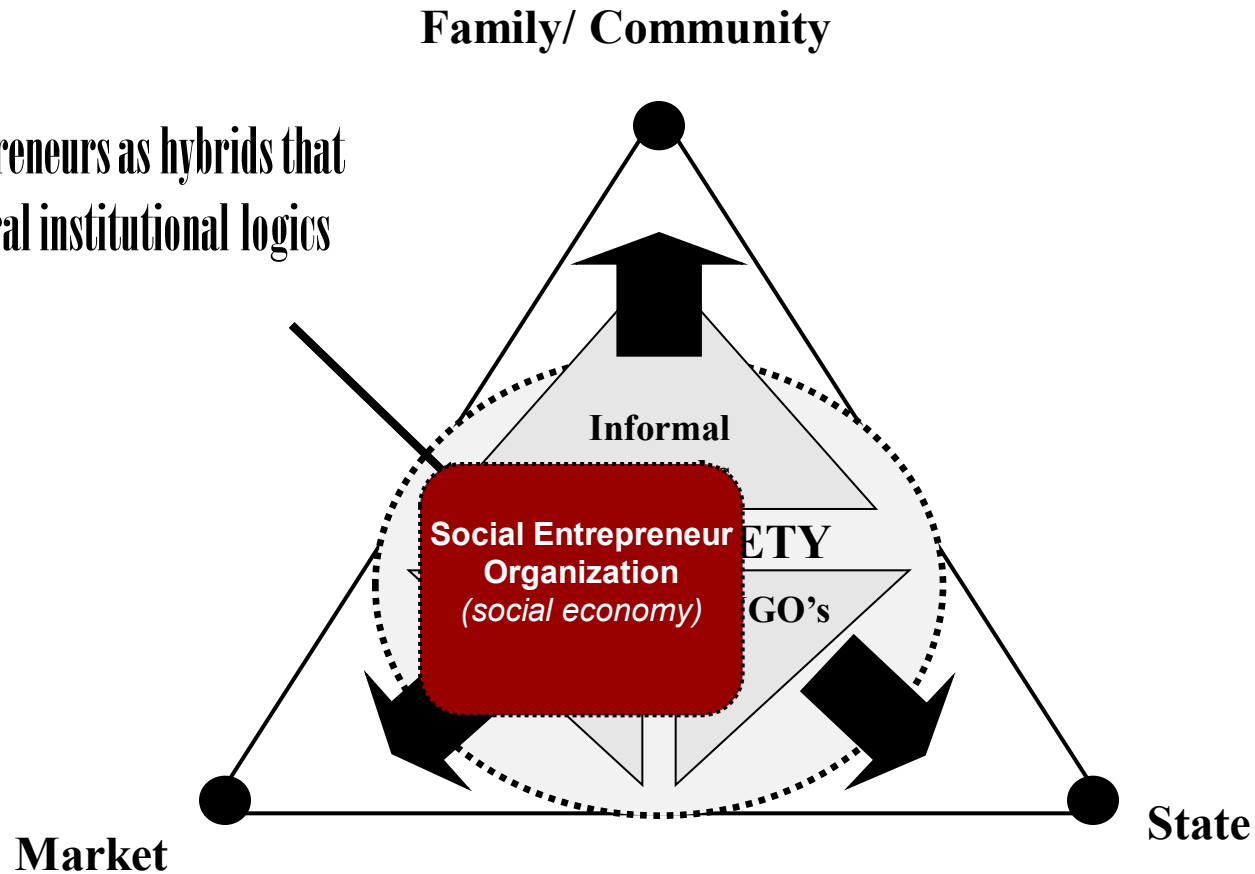 Family/ Community
reneurs as hybrids that
ral institutional logics
Informal
Social Entrepreneur
Organization
(social economy)
ETY
GO's
Market
State